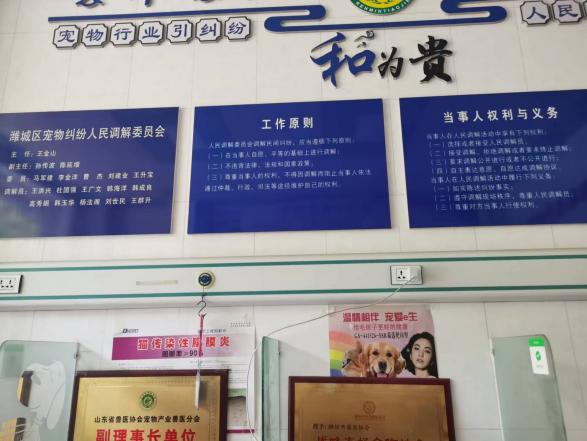 宠物行业引纠纷
人民
和为贵
潍城区宠物纠纷人民调解委员会
主 任：王金山
副主任：孙传波 陈延增
委 员：马军建 李金洋 曹 杰 刘建业 王升宝
调解员：王洪兴 杜国强 王广文 韩海洋 韩成良
高秀娟 韩玉华 杨法阁 刘世民 王群升
工作原则
人民调解委员会调解民间纠纷，应当遵循下列原则：
（一）在当事人自愿、平等的基础上进行调解；
（二）不违背法律、法规和国家政策；
（三）尊重当事人的权利，不得因调解而阻止当事人依法
通过仲裁、行政、司法等途径维护自己的权利。
当事人权利与义务
当事人在人民调解活动中享有下列权利：
（一）选择或者接受人民调解员；
（二）接受调解、拒绝调解或者要求终止调解；
（三）要求调解公开进行或者不公开进行；
（四）自主表达意愿、自愿达成调解协议。
当事人在人民调解活动中履行下列义务：
（一）如实陈述纠纷事实；
（二）遵守调解现场秩序，尊重人民调解员；
（三）尊重对方当事人行使权利。
猫传染性腹膜炎
温情相伴 宠爱e生
给毛孩子更好的健康
山东省兽医协会宠物产业兽医分会
副理事长单位